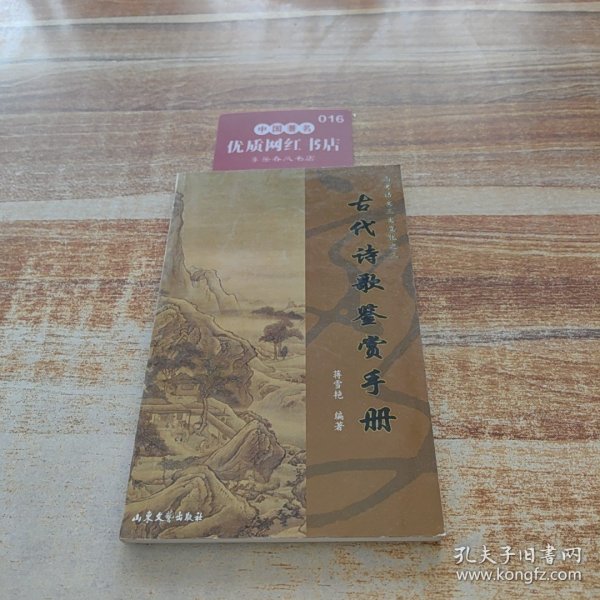 016
中国著名
优质网红书店
古代诗歌鉴赏手册
蒋雪艳 编著
山东文艺出版社
孔夫子旧书网
www.kongfz.com